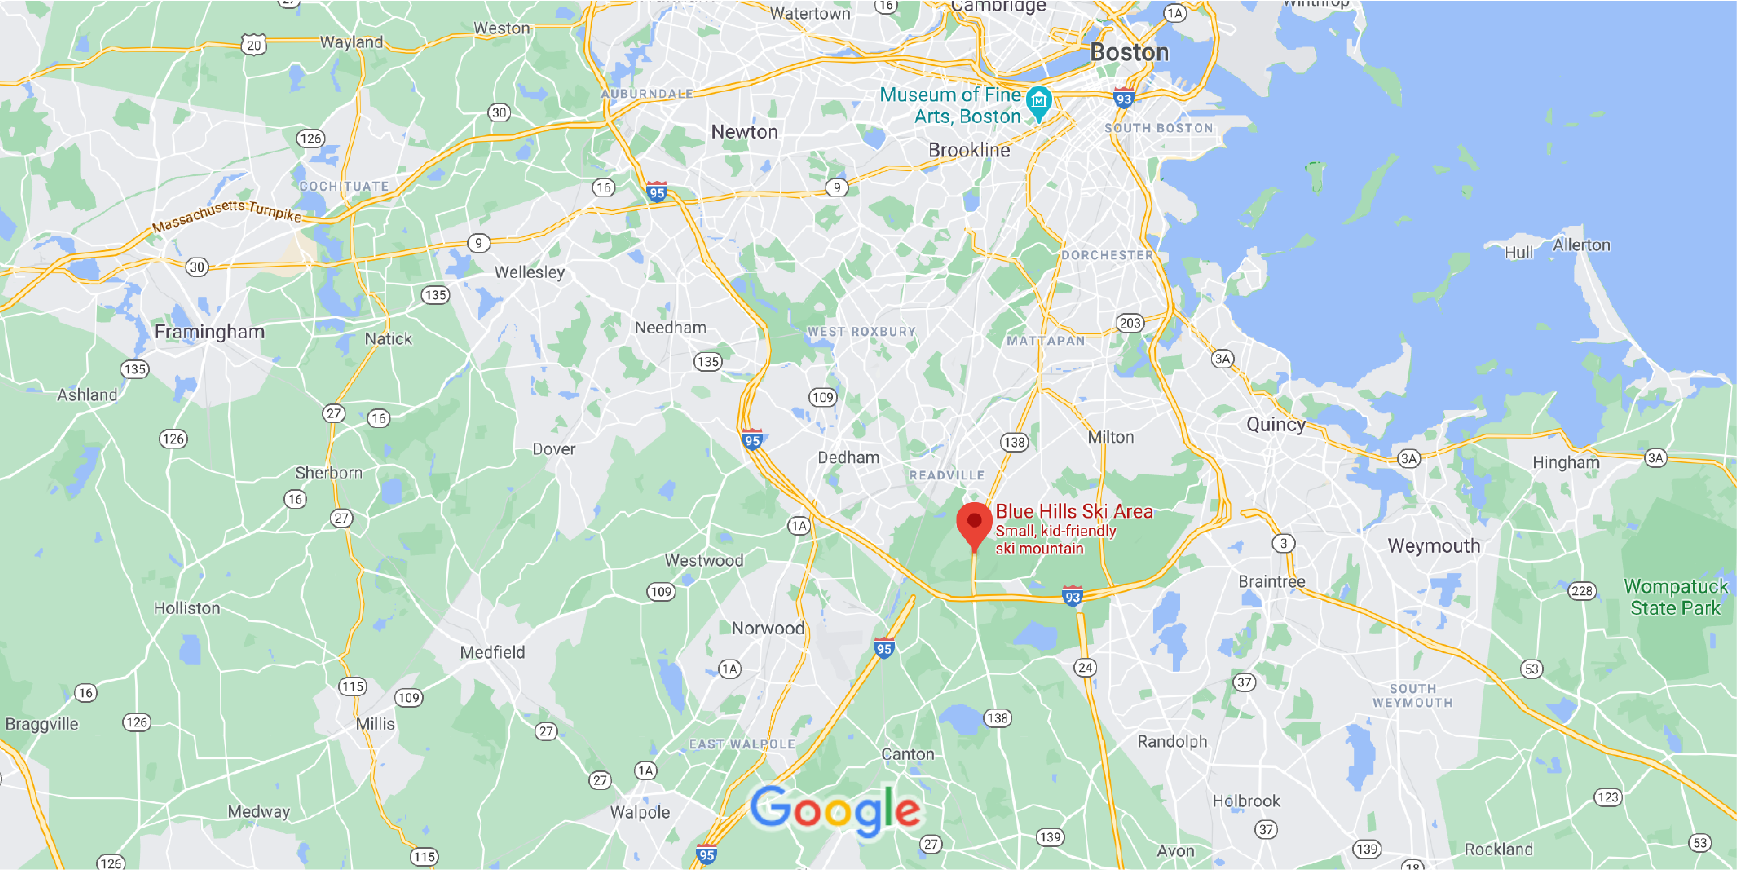 Winthrop
Cambridge
Watertown
16
1A
27
Weston
20
Wayland
Boston
AUBURNDALE
Museum of Fine
Arts, Boston
93
30
SOUTH BOSTON
126
Newton
Brookline
COCHITUATE
16
95
9
Massachusetts Turnpike
9
Hull
Allerton
DORCHESTER
30
Wellesley
135
Framingham
Natick
Needham
WEST ROXBURY
203
MATTAPAN
135
135
3A
Ashland
109
27
16
Quincy
126
95
138
Milton
Dover
Dedham
3A
3A
Hingham
Sherborn
READVILLE
16
27
1A
Blue Hills Ski Area
Small, kid-friendly
ski mountain
3
Weymouth
Westwood
Braintree
109
93
228
Wompatuck
State Park
Holliston
Norwood
95
Medfield
1A
24
53
16
115
109
37
SOUTH
WEYMOUTH
Braggville
126
Millis
27
138
EAST WALPOLE
Canton
Randolph
27
1A
Medway
Walpole
Google
Holbrook
123
37
139
27
95
115
126
Avon
139
18
Rockland
53